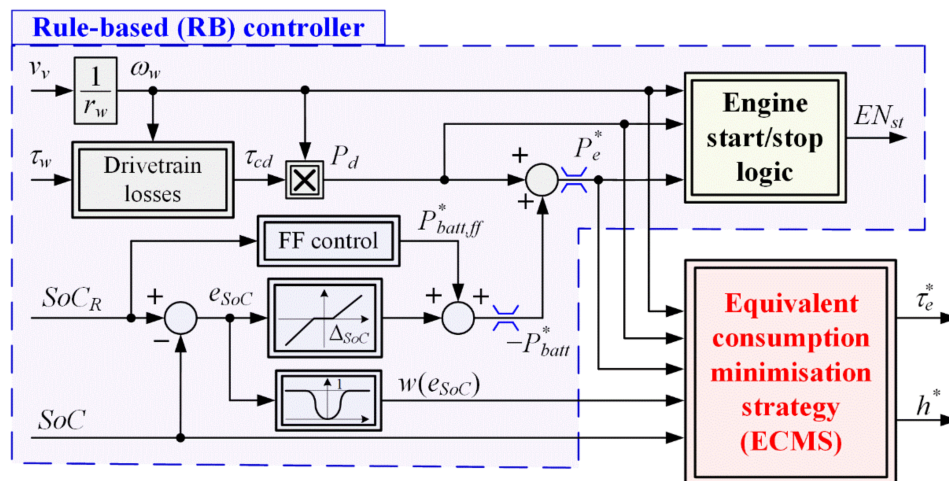 Rule-based (RB) controller
v_v
1
r_w
ω_w
τ_w
Drivetrain
losses
τ_cd
P_d
+
+
P_e^*
Engine
start/stop
logic
EN_st
FF control
P_batt,ff^*
SoC_R
+
−
e_SoC
Δ_SoC
+
+
−P_batt^*
1
w(e_SoC)
SoC
Equivalent
consumption
minimisation
strategy
(ECMS)
τ_e^*
h^*